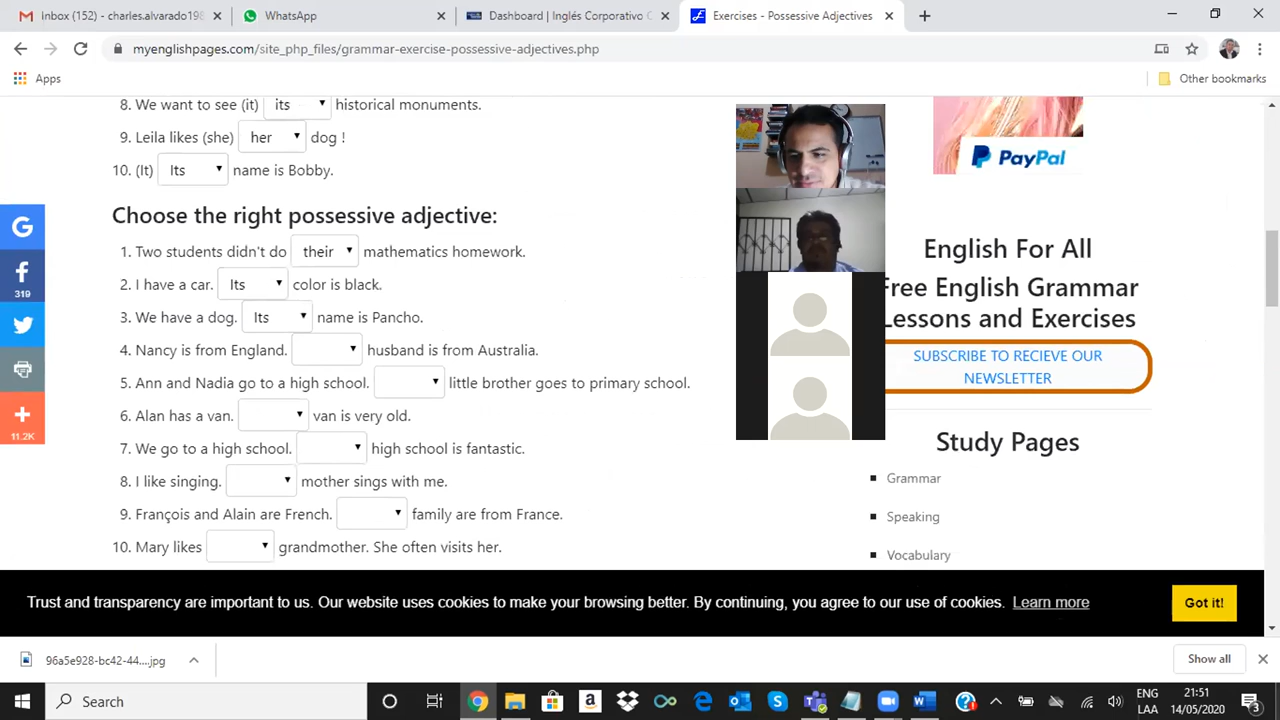 Inbox (152) - charles.alvarado198
WhatsApp
Dashboard | Inglés Corporativo C
Exercises - Possessive Adjectives
myenglishpages.com/site_php_files/grammar-exercise-possessive-adjectives.php
Apps
Other bookmarks
8. We want to see (it) its historical monuments.
9. Leila likes (she) her dog !
10. (It) Its name is Bobby.
Choose the right possessive adjective:
1. Two students didn't do their mathematics homework.
2. I have a car. Its color is black.
3. We have a dog. Its name is Pancho.
4. Nancy is from England. husband is from Australia.
5. Ann and Nadia go to a high school. little brother goes to primary school.
6. Alan has a van. van is very old.
7. We go to a high school. high school is fantastic.
8. I like singing. mother sings with me.
9. François and Alain are French. family are from France.
10. Mary likes grandmother. She often visits her.
319
11.2K
PayPal
English For All
Free English Grammar
Lessons and Exercises
SUBSCRIBE TO RECIEVE OUR
NEWSLETTER
Study Pages
Grammar
Speaking
Vocabulary
Trust and transparency are important to us. Our website uses cookies to make your browsing better. By continuing, you agree to our use of cookies. Learn more
Got it!
96a5e928-bc42-44....jpg
Show all
Search
ENG
LAA
21:51
14/05/2020
3